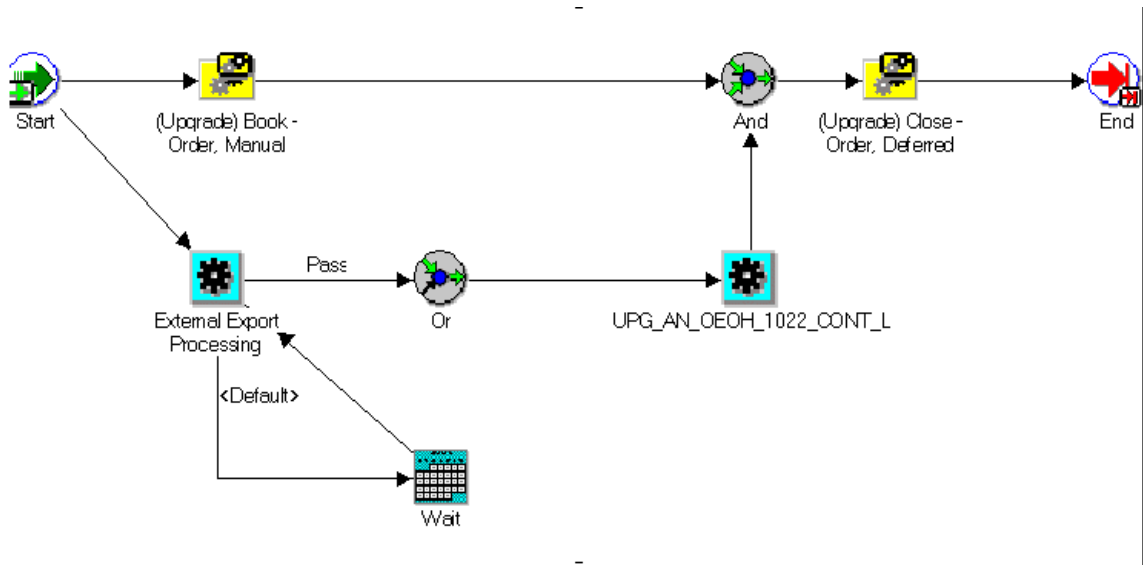 Start
(Upgrade) Book -
Order, Manual
And
(Upgrade) Close -
Order, Deferred
End
Pass
External Export
Processing
Or
UPG_AN_OEOH_1022_CONT_L
<Default>
Wait